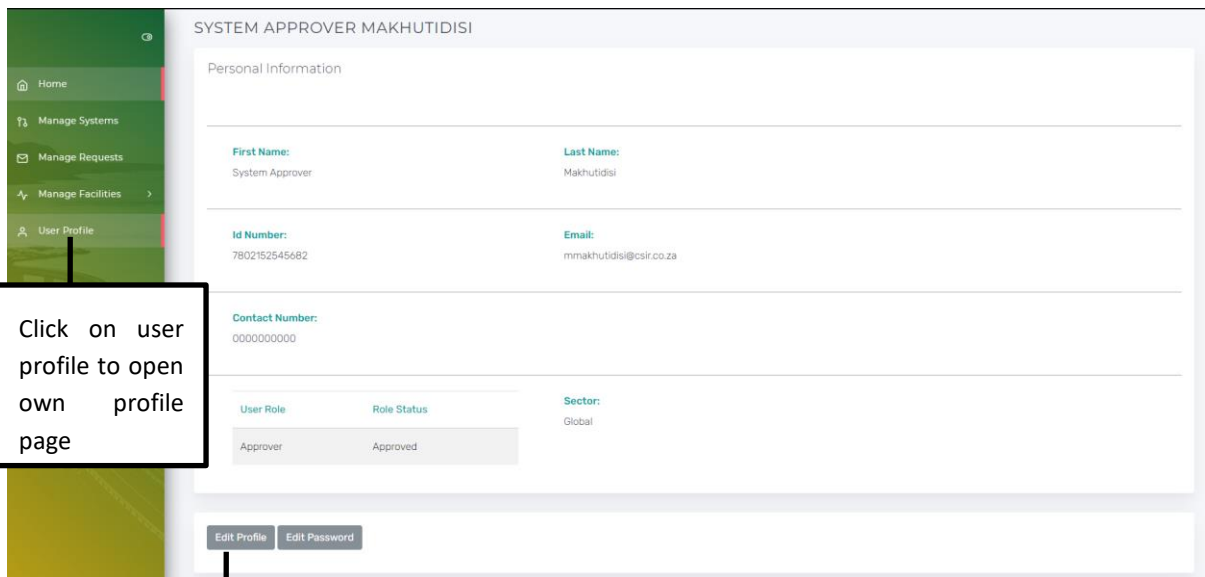 SYSTEM APPROVER MAKHUTIDISI
Home
Manage Systems
Manage Requests
Manage Facilities
User Profile
Click on user
profile to open
own profile
page
Personal Information
First Name:
System Approver
Last Name:
Makhutidisi
Id Number:
7802152545682
Email:
mmakhutidisi@csir.co.za
Contact Number:
0000000000
User Role Role Status
Approver Approved
Sector:
Global
Edit Profile Edit Password